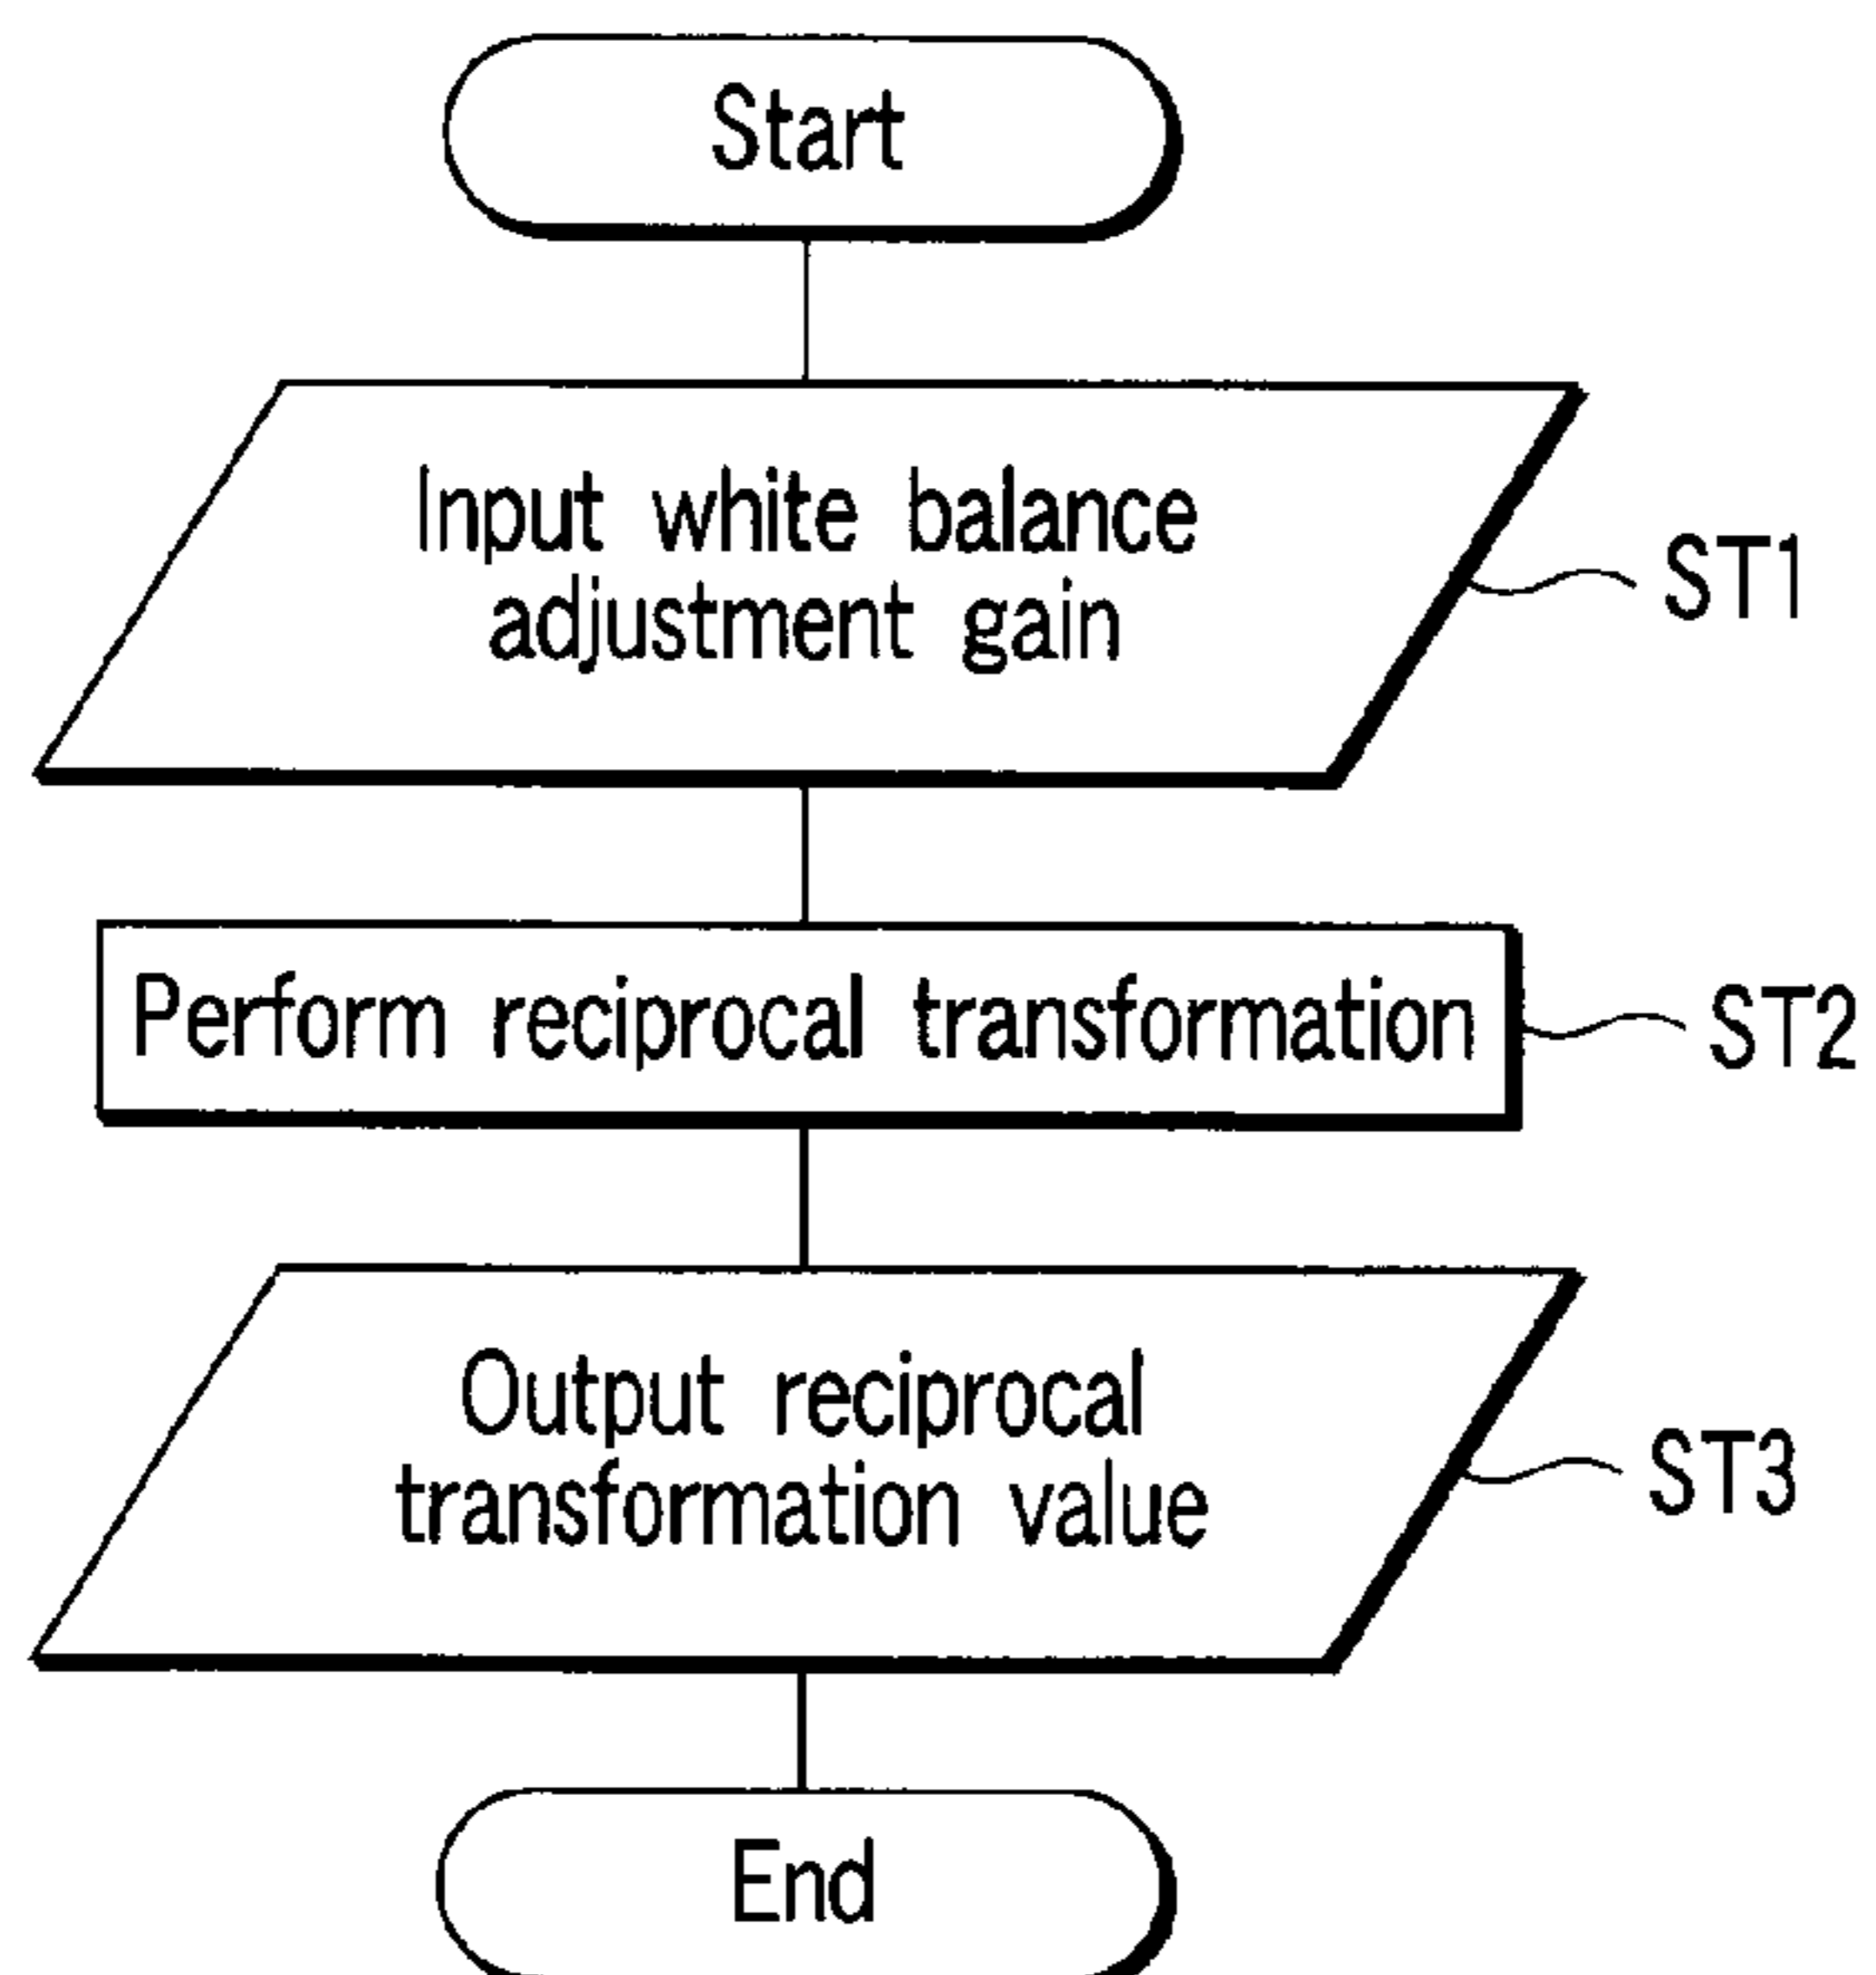 Start
Input white balance
adjustment gain
ST1
Perform reciprocal transformation
ST2
Output reciprocal
transformation value
ST3
End